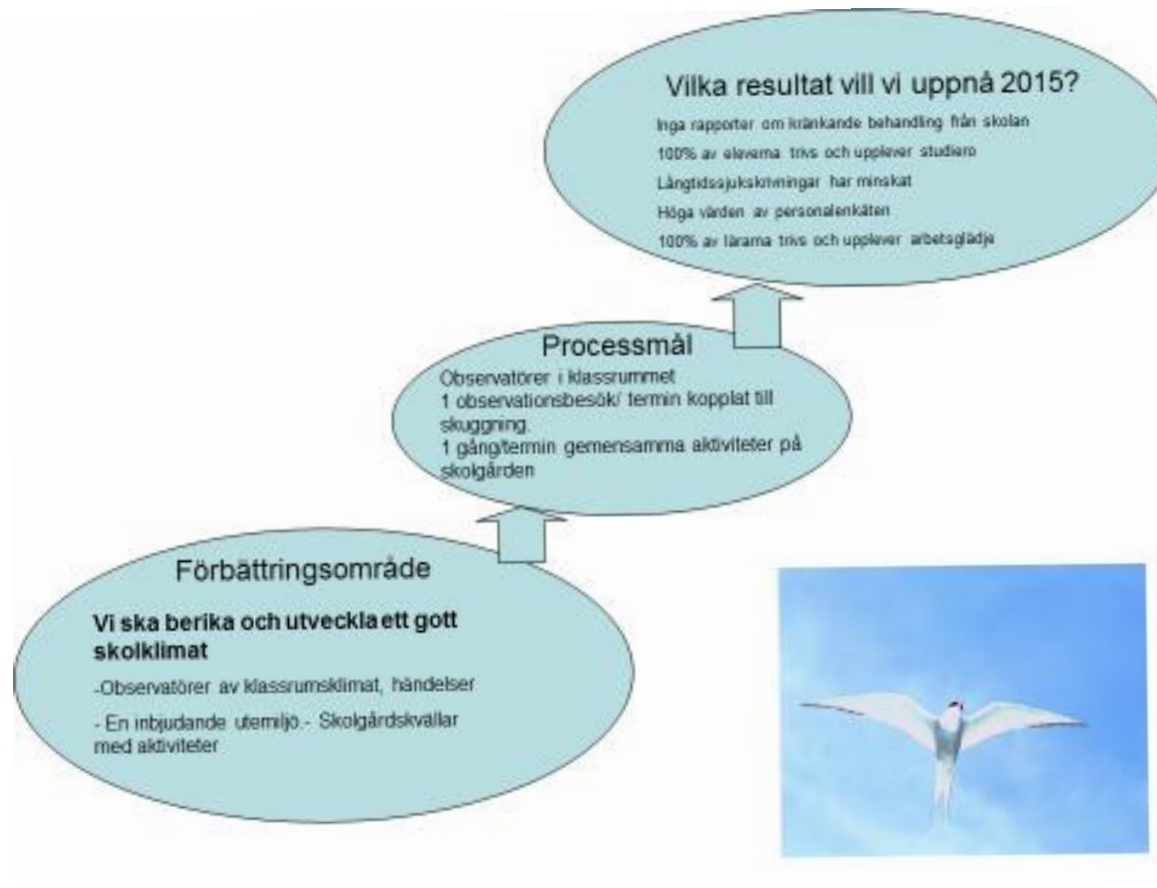 Vilka resultat vill vi uppnå 2015?
Inga rapporter om kränkande behandling från skolan
100% av eleverna trivs och upplever studiero
Långtidssjukskrivningar har minskat
Höga värden av personalenkäten
100% av lärarna trivs och upplever arbetsglädje
Processmål
Observatörer i klassrummet
1 observationsbesök/ termin kopplat till
skuggning.
1 gång/termin gemensamma aktiviteter på
skolgården
Förbättringsområde
Vi ska berika och utveckla ett gott
skolklimat
-Observatörer av klassrumsklimat, händelser
- En inbjudande utemiljö.- Skolgårdskvällar
med aktiviteter